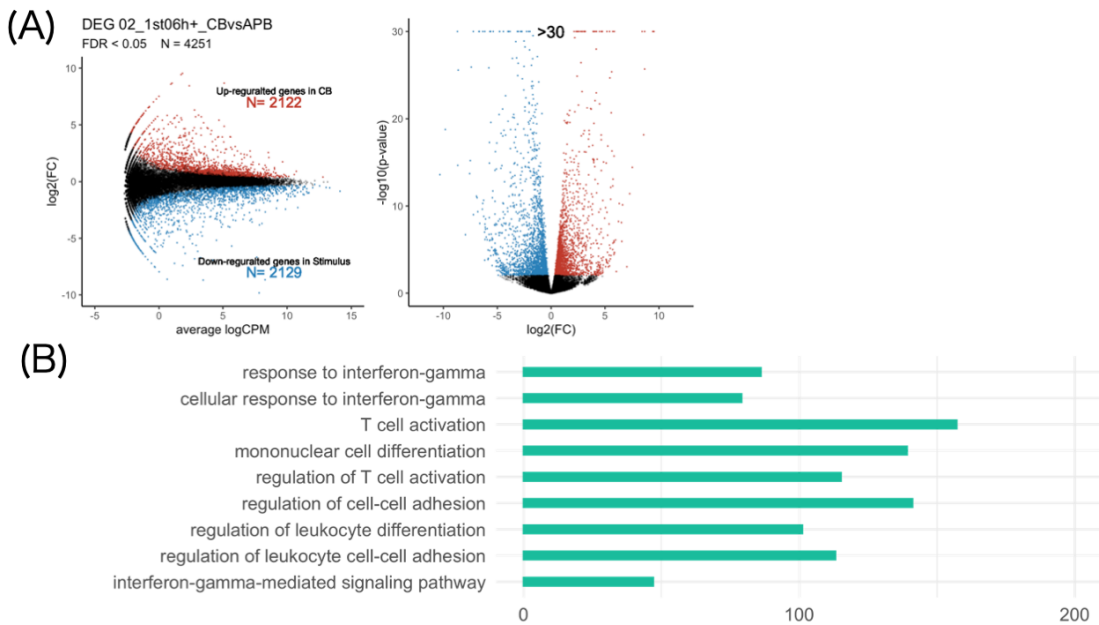 (A)
DEG 02_1st06h+_CBvsAPB
FDR < 0.05 N = 4251
10
5
0
-5
-10
log2(FC)
Up-reguraited genes in CB
N= 2122
Down-reguraited genes in Stimulus
N= 2129
-5 0 5 10 15
average logCPM
30
20
10
0
-log10(p-value)
>30
-10 -5 0 5 10
log2(FC)
(B)
response to interferon-gamma
cellular response to interferon-gamma
T cell activation
mononuclear cell differentiation
regulation of T cell activation
regulation of cell-cell adhesion
regulation of leukocyte differentiation
regulation of leukocyte cell-cell adhesion
interferon-gamma-mediated signaling pathway
0 100 200